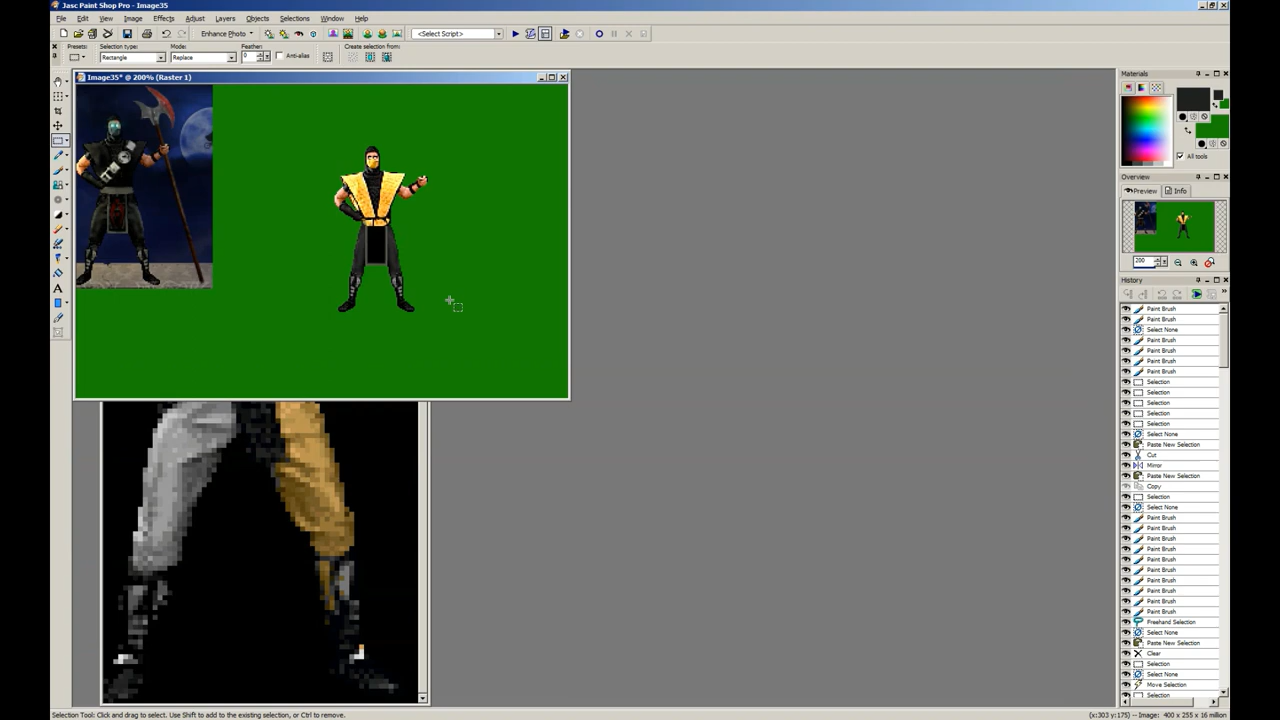 Jasc Paint Shop Pro - Image35
File Edit View Image Effects Adjust Layers Objects Selections Window Help
Enhance Photo <Select Script>
Presets: Selection type: Mode: Feather: Create selection from:
Rectangle Replace 0 Anti-alias
Image35* @ 200% (Raster 1)
Materials
All tools
Overview
Preview Info
200
History
Paint Brush
Paint Brush
Select None
Paint Brush
Paint Brush
Paint Brush
Paint Brush
Selection
Selection
Selection
Selection
Selection
Select None
Paste New Selection
Cut
Mirror
Paste New Selection
Copy
Selection
Select None
Paint Brush
Paint Brush
Paint Brush
Paint Brush
Paint Brush
Paint Brush
Paint Brush
Paint Brush
Paint Brush
Paint Brush
Freehand Selection
Select None
Paste New Selection
Clear
Selection
Select None
Move Selection
Selection
Selection Tool: Click and drag to select. Use Shift to add to the existing selection, or Ctrl to remove.
(x:303 y:175) -- Image: 400 x 255 x 16 million